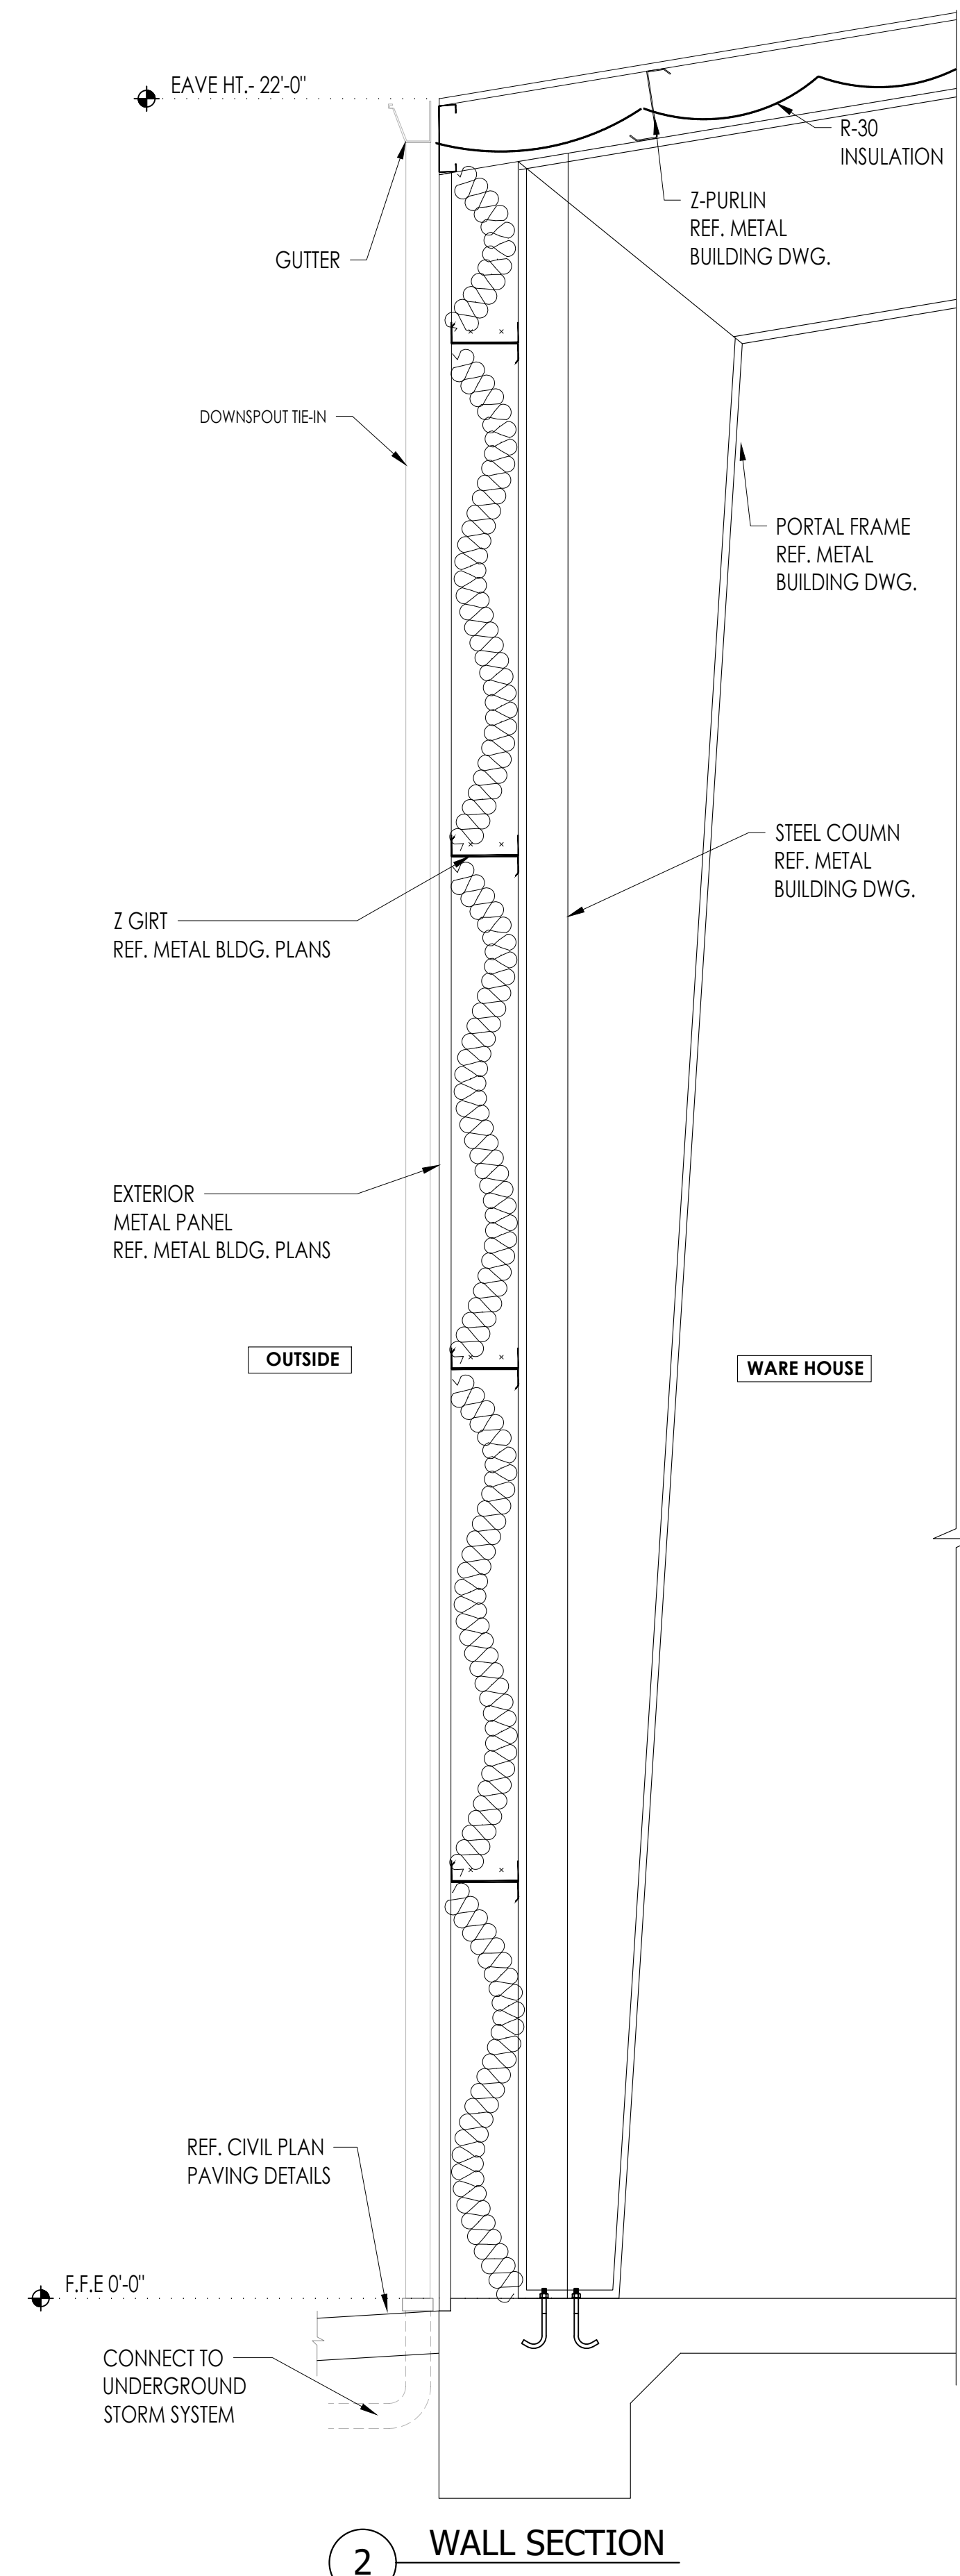 EAVE HT.- 22'-0"
R-30
INSULATION
Z-PURLIN
REF. METAL
BUILDING DWG.
GUTTER
DOWNSPOUT TIE-IN
PORTAL FRAME
REF. METAL
BUILDING DWG.
STEEL COUMN
REF. METAL
BUILDING DWG.
Z GIRT
REF. METAL BLDG. PLANS
EXTERIOR
METAL PANEL
REF. METAL BLDG. PLANS
OUTSIDE
WARE HOUSE
REF. CIVIL PLAN
PAVING DETAILS
F.F.E 0'-0"
CONNECT TO
UNDERGROUND
STORM SYSTEM
2 WALL SECTION